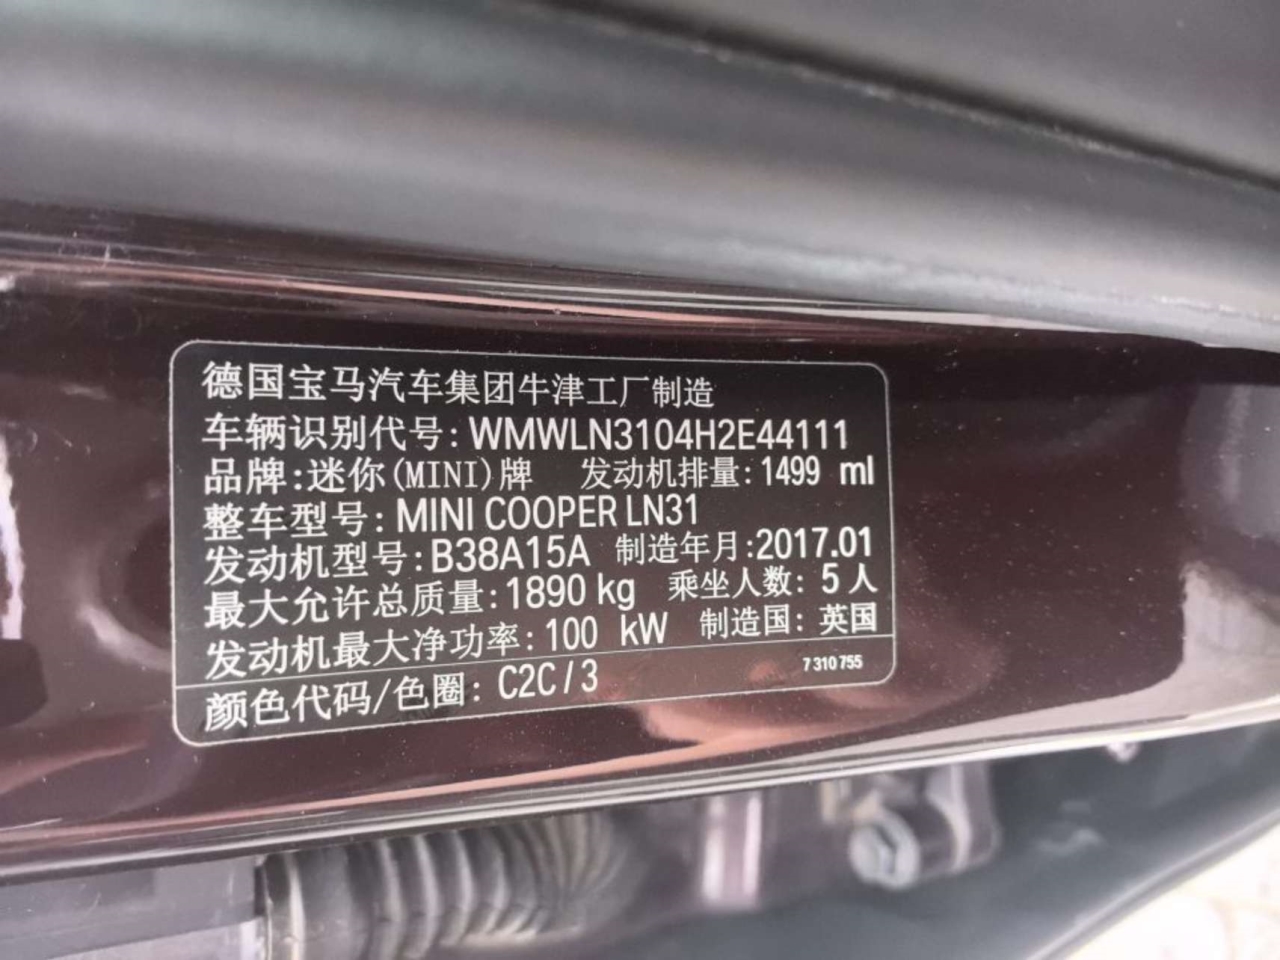 德国宝马汽车集团牛津工厂制造
车辆识别代号: WMWLN3104H2E44111
品牌: 迷你(MINI)牌 发动机排量: 1499 ml
整车型号: MINI COOPER LN31
发动机型号: B38A15A 制造年月: 2017.01
最大允许总质量: 1890 kg 乘坐人数: 5 人
发动机最大净功率: 100 kW 制造国: 英国
颜色代码/色圈: C2C / 3 7 310 755